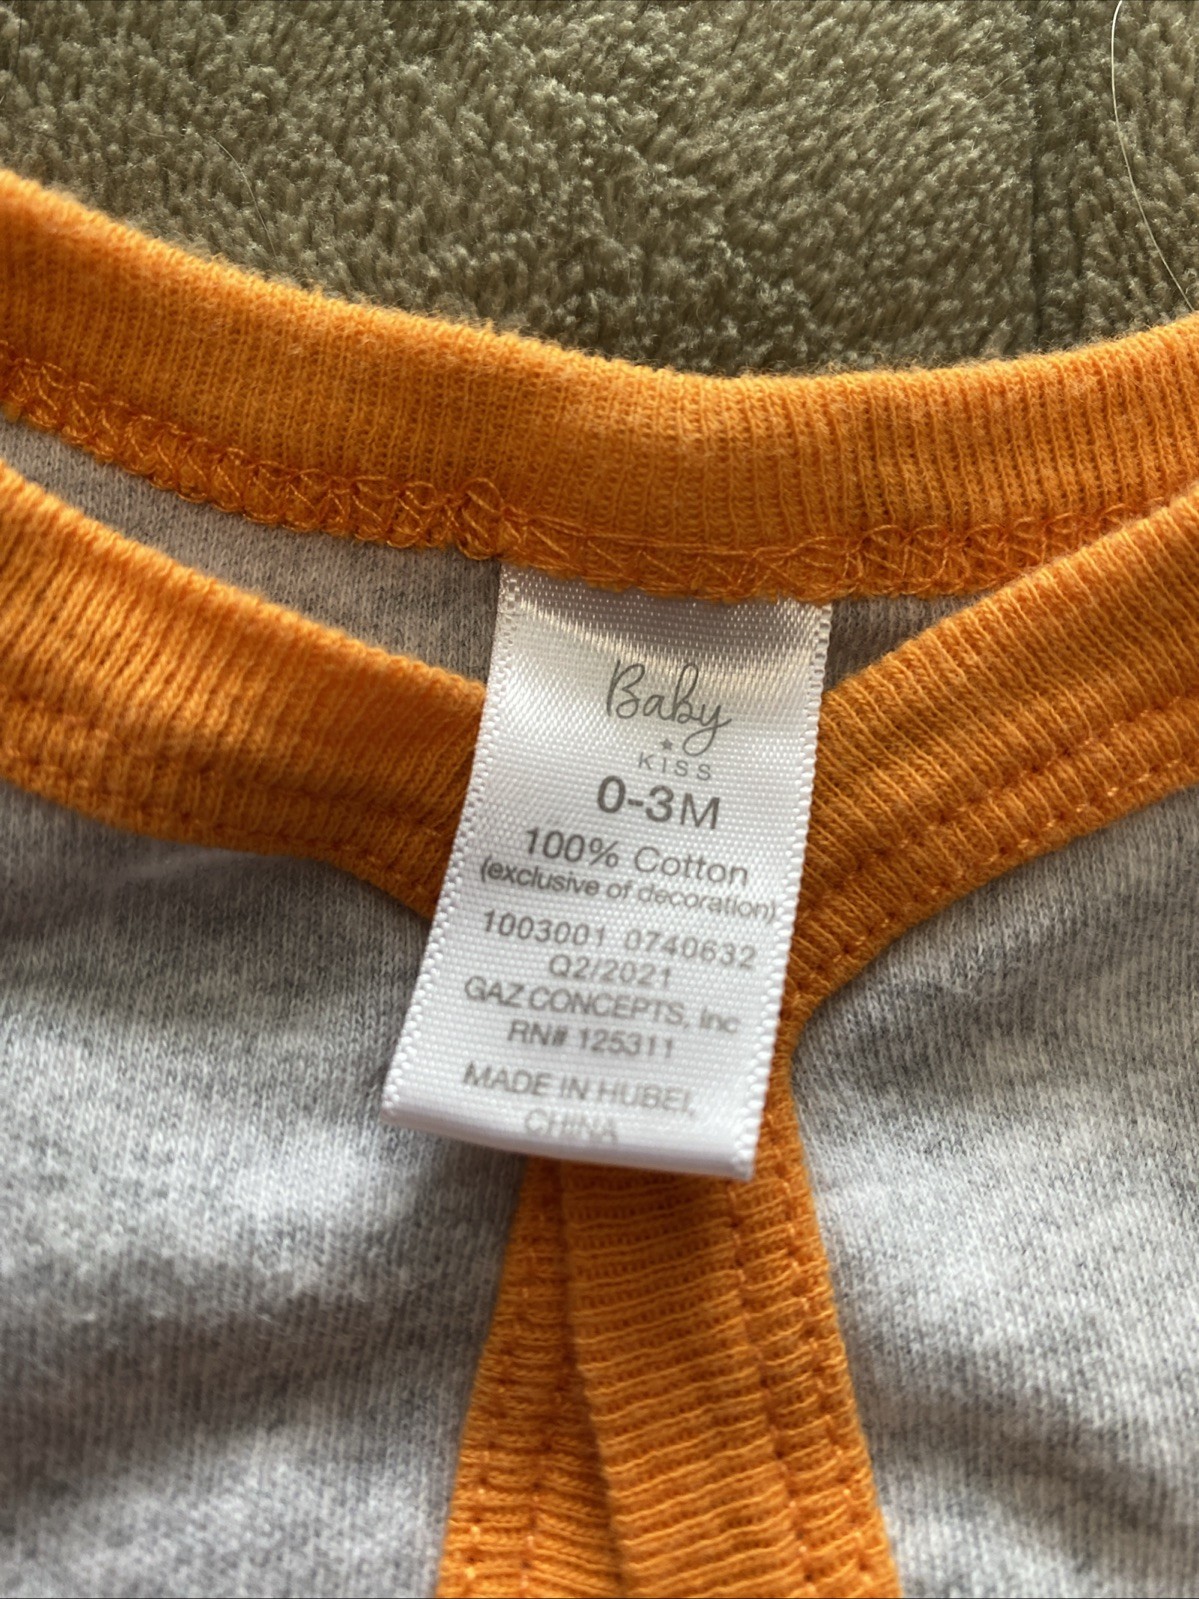 Baby
KISS
0-3M
100% Cotton
(exclusive of decoration)
1003001 0740632
Q2/2021
GAZ CONCEPTS, Inc
RN# 125311
MADE IN HUBEI,
CHINA